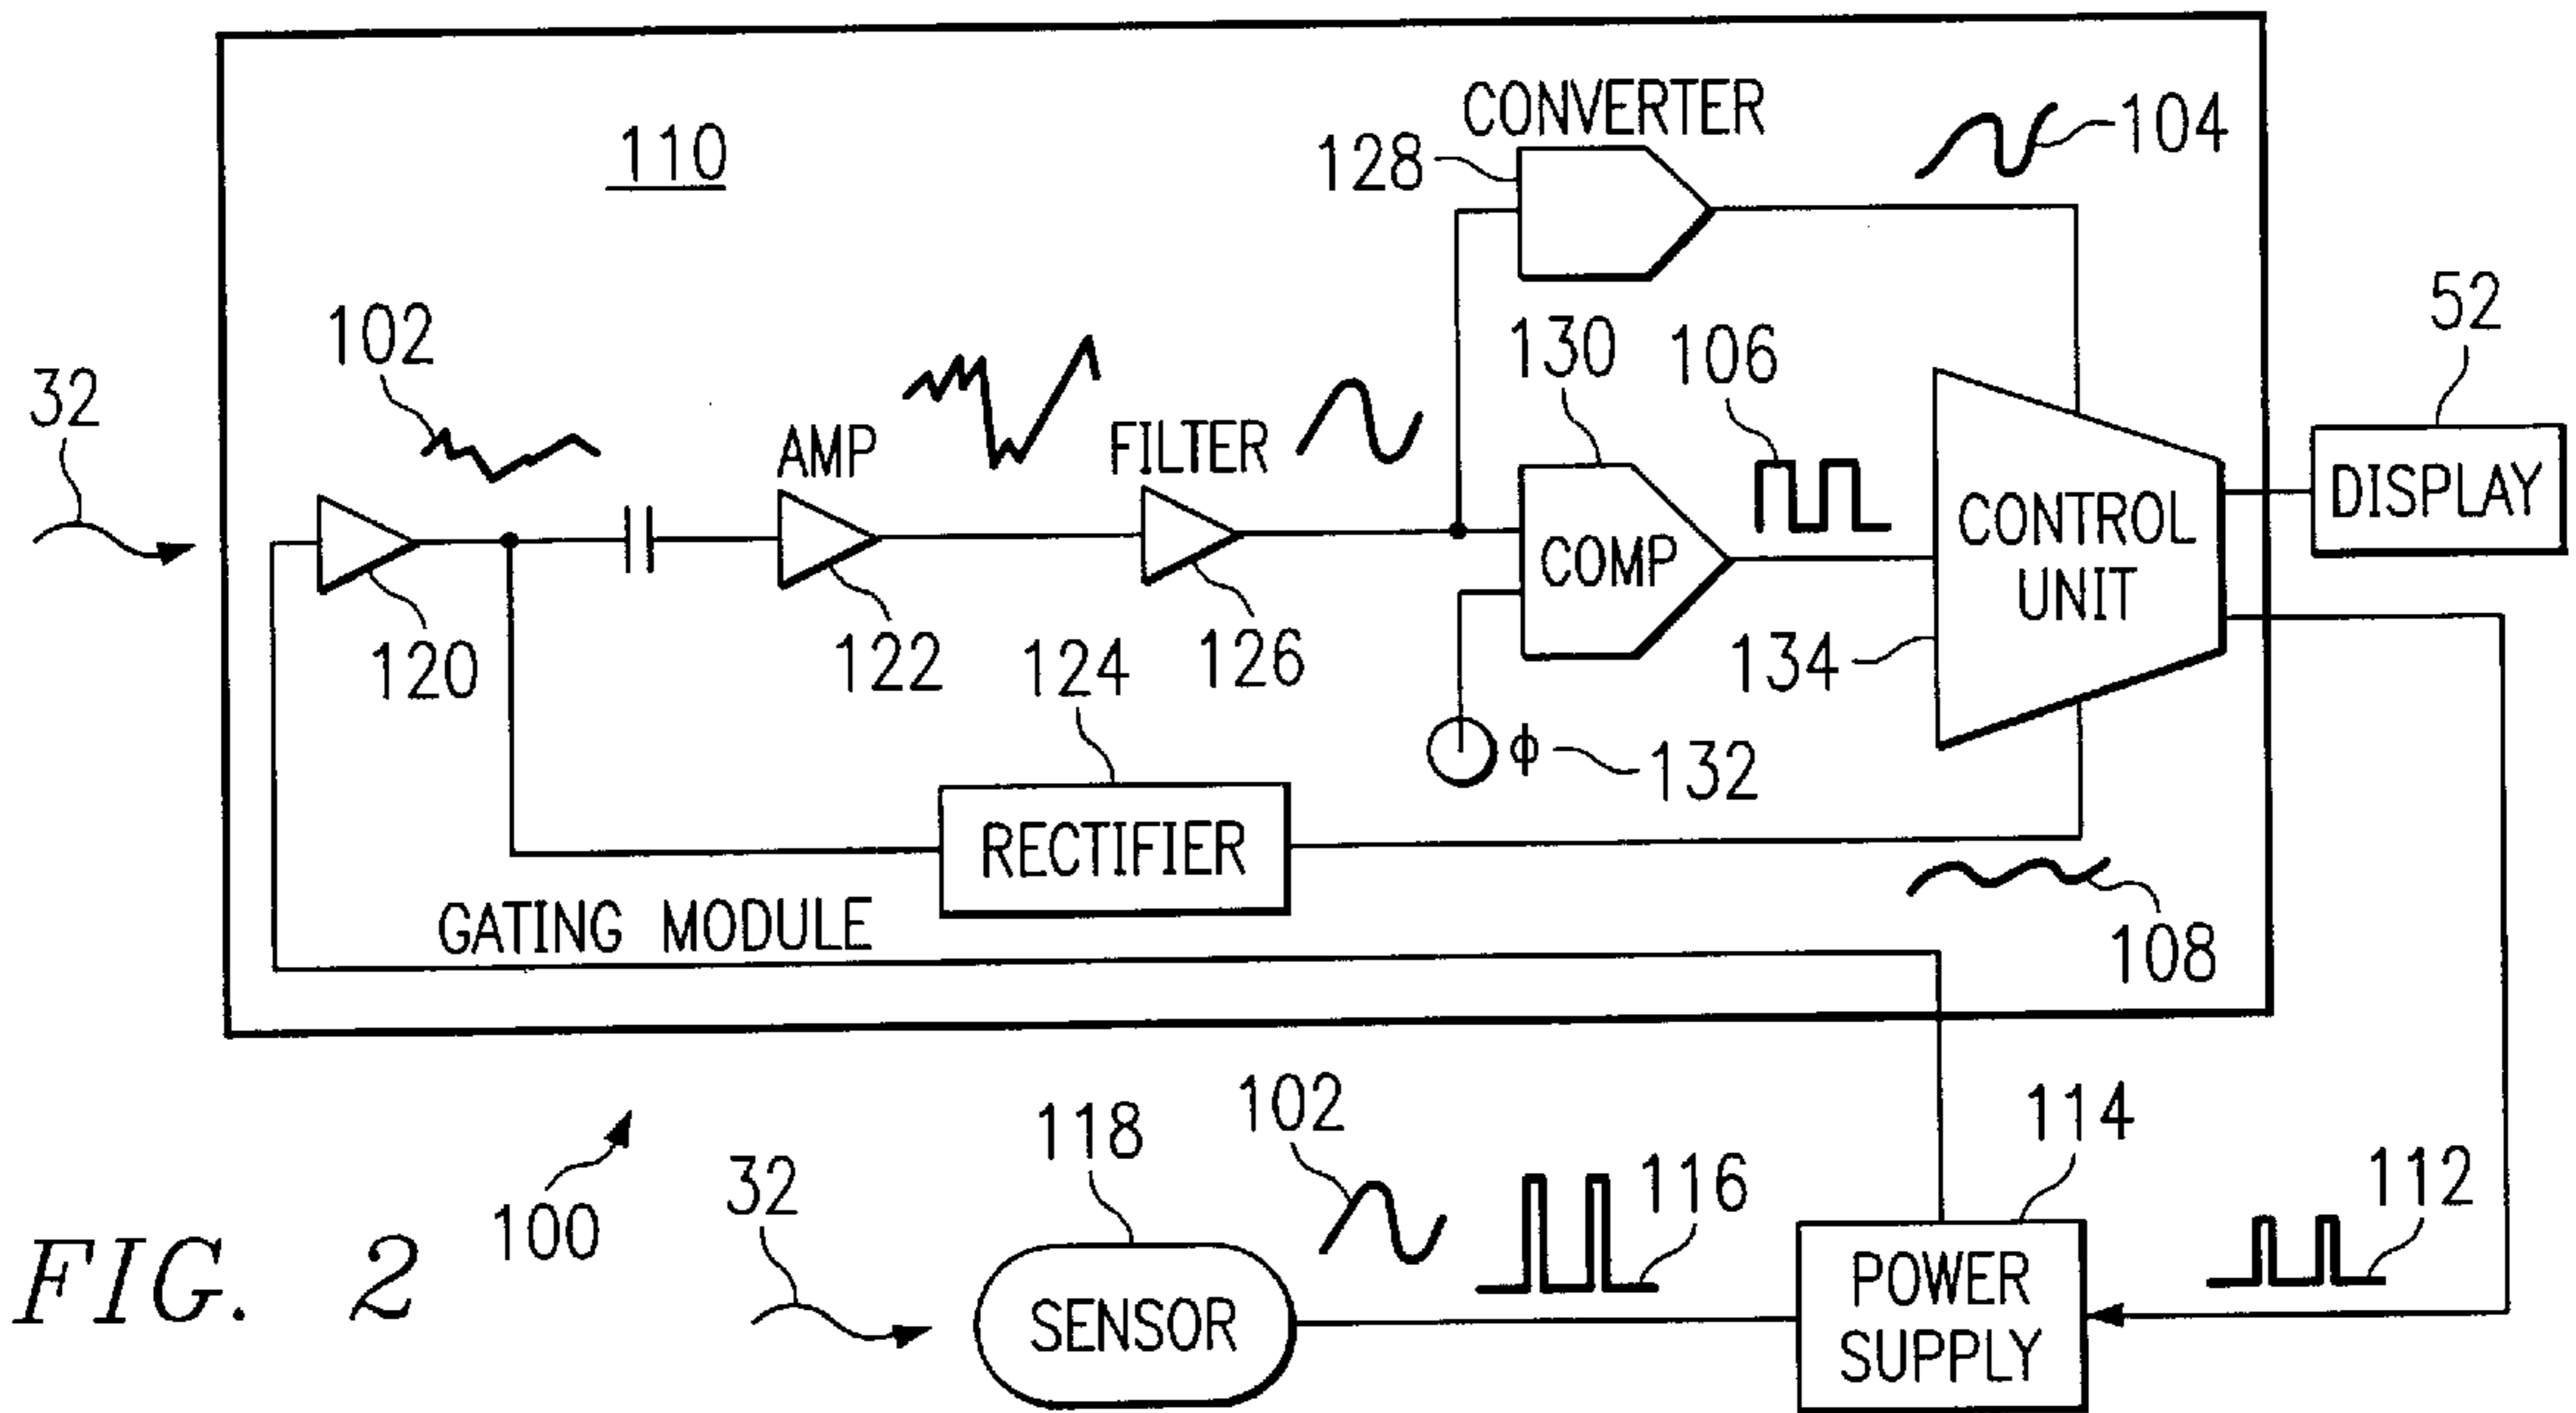 110
CONVERTER
128
104
102
32
AMP
FILTER
130
106
52
DISPLAY
120
122
126
COMP
CONTROL
UNIT
134
124
ϕ
132
RECTIFIER
GATING MODULE
108
100
32
118
102
116
114
112
SENSOR
POWER
SUPPLY
FIG. 2